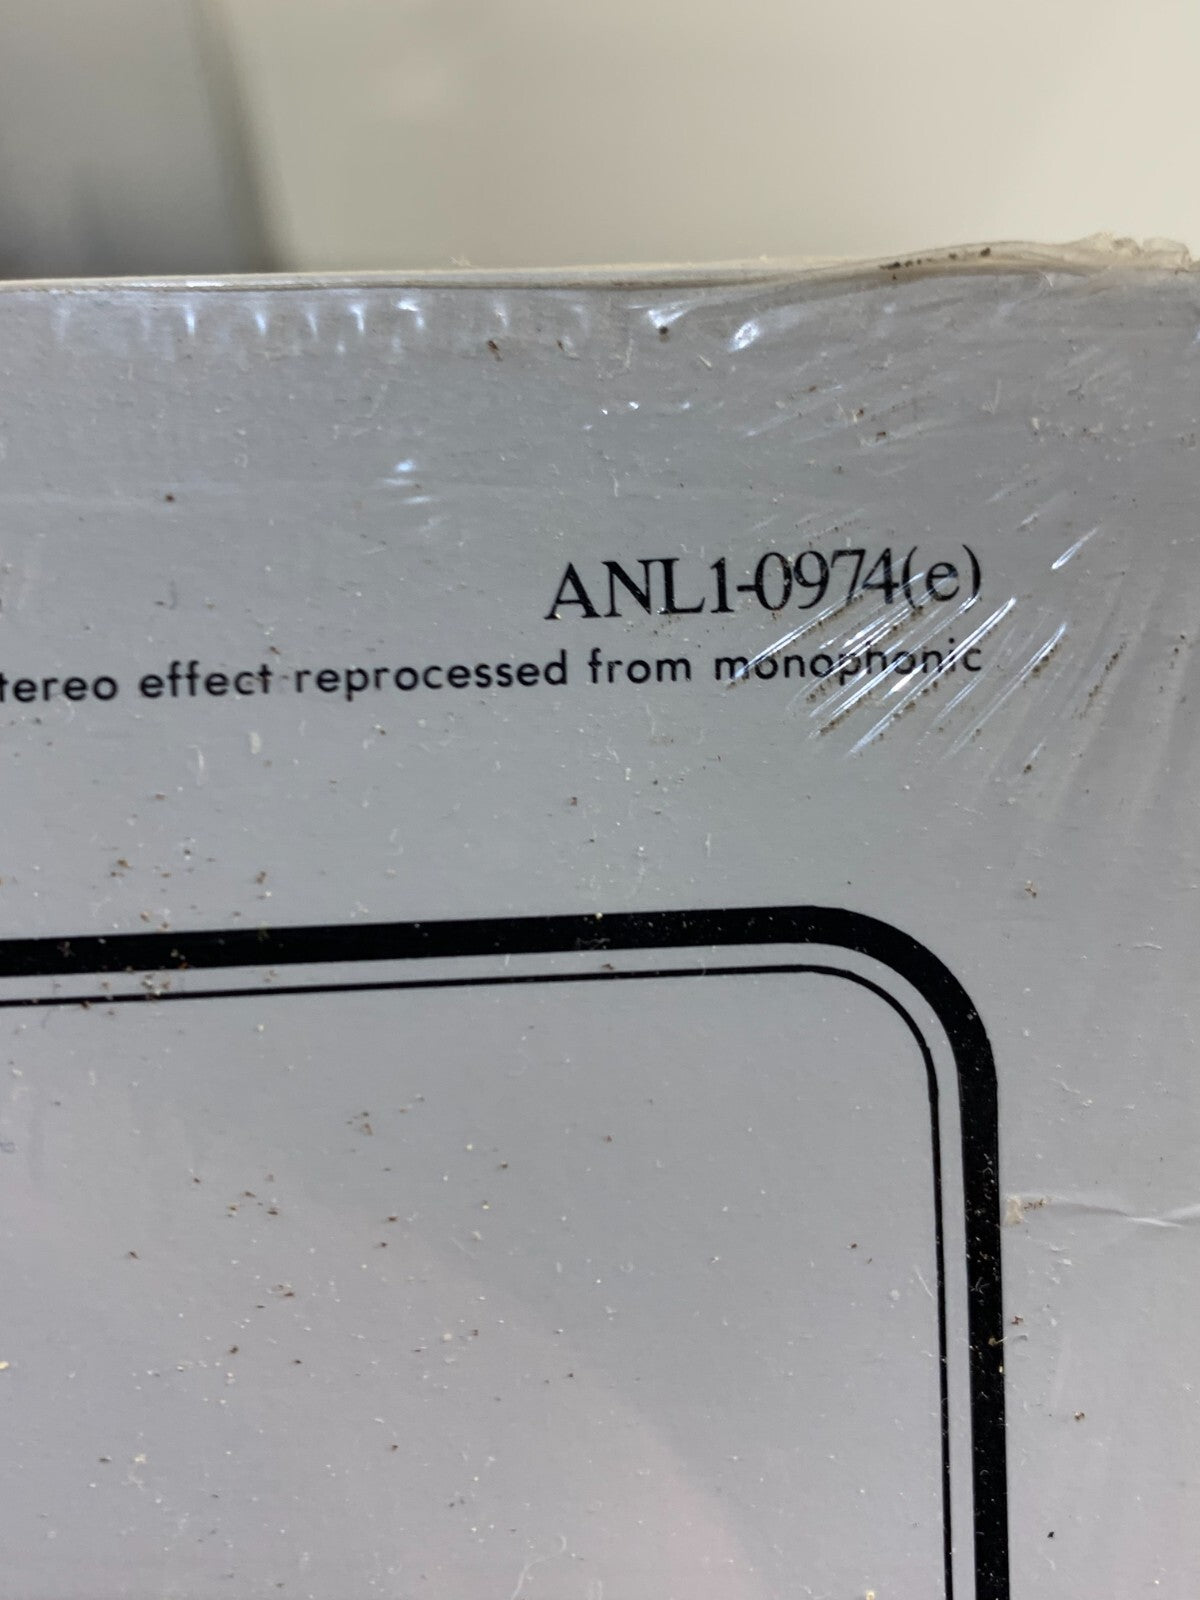 ANL1-0974(e)
tereo effect reprocessed from monophonic